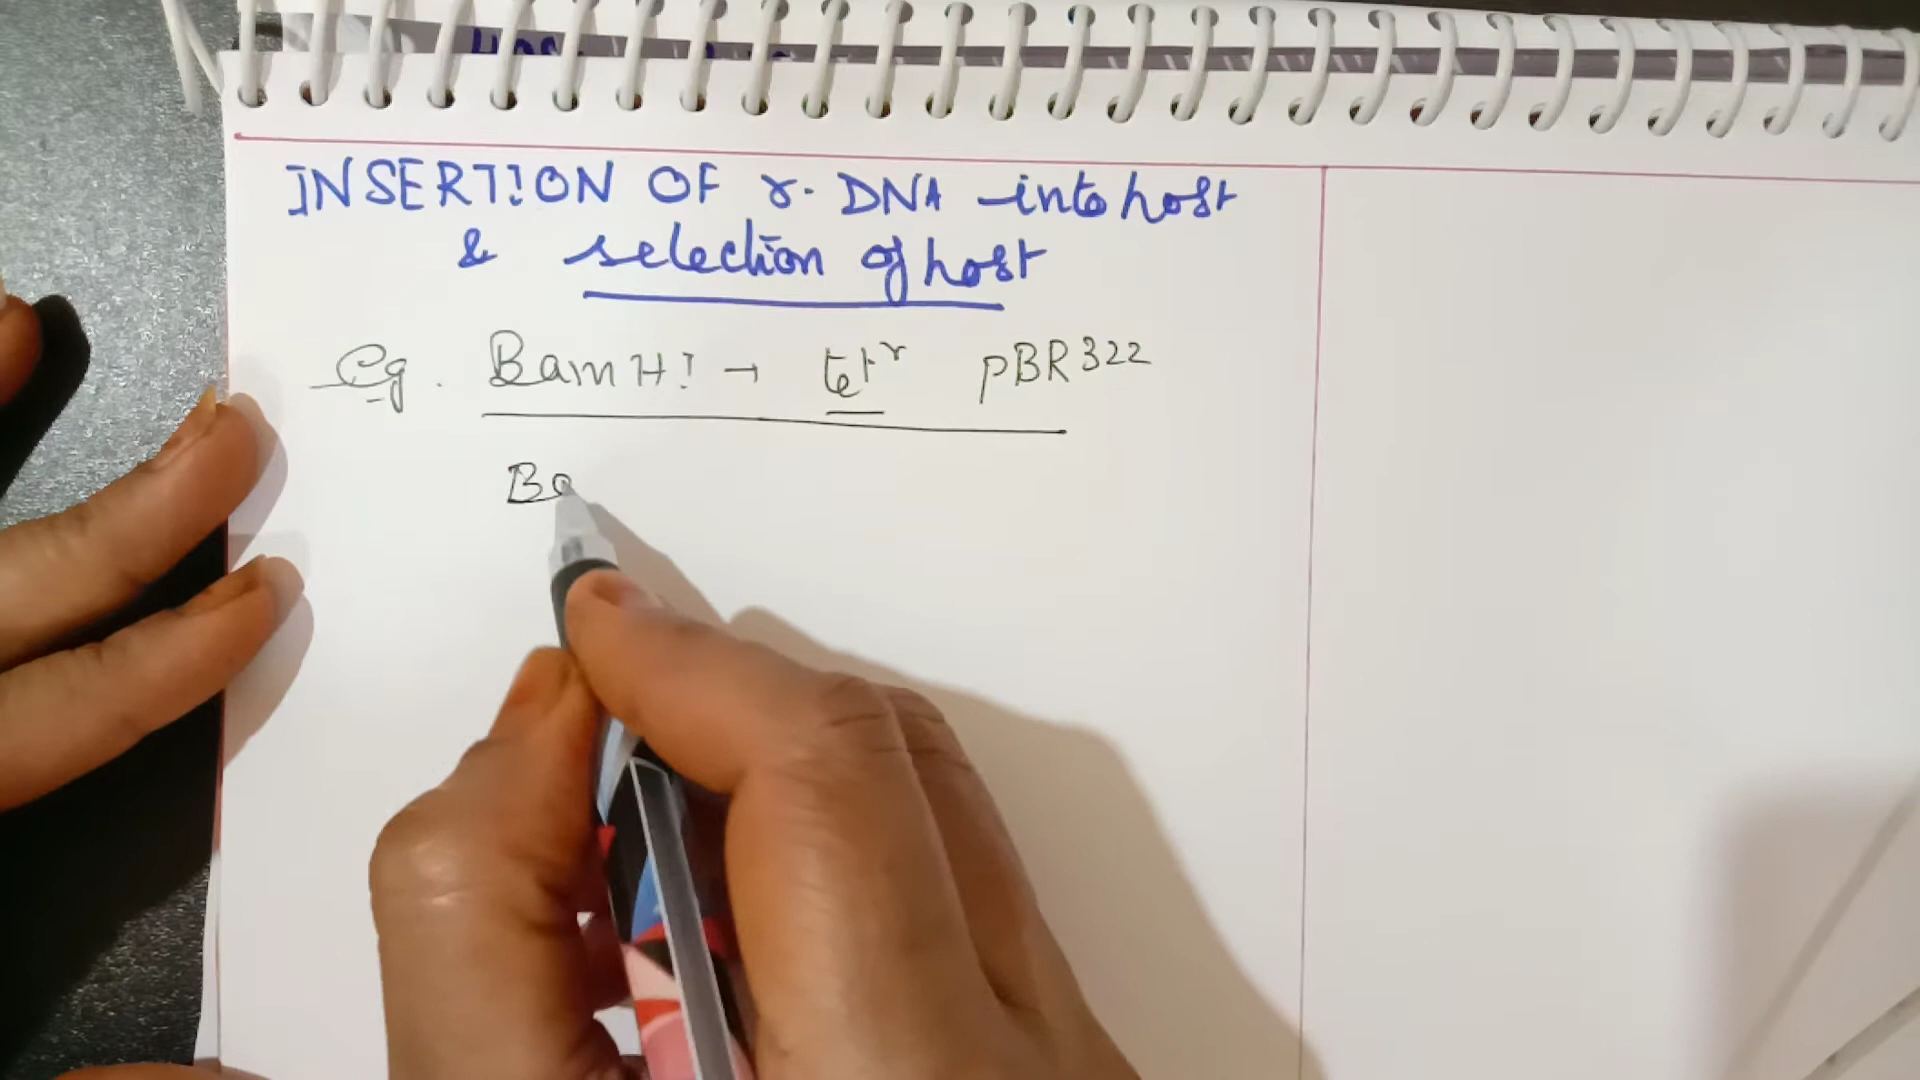 INSERTION OF r. DNA into host
& selection of host
Eg. BamHI → tetʳ pBR322
Ba